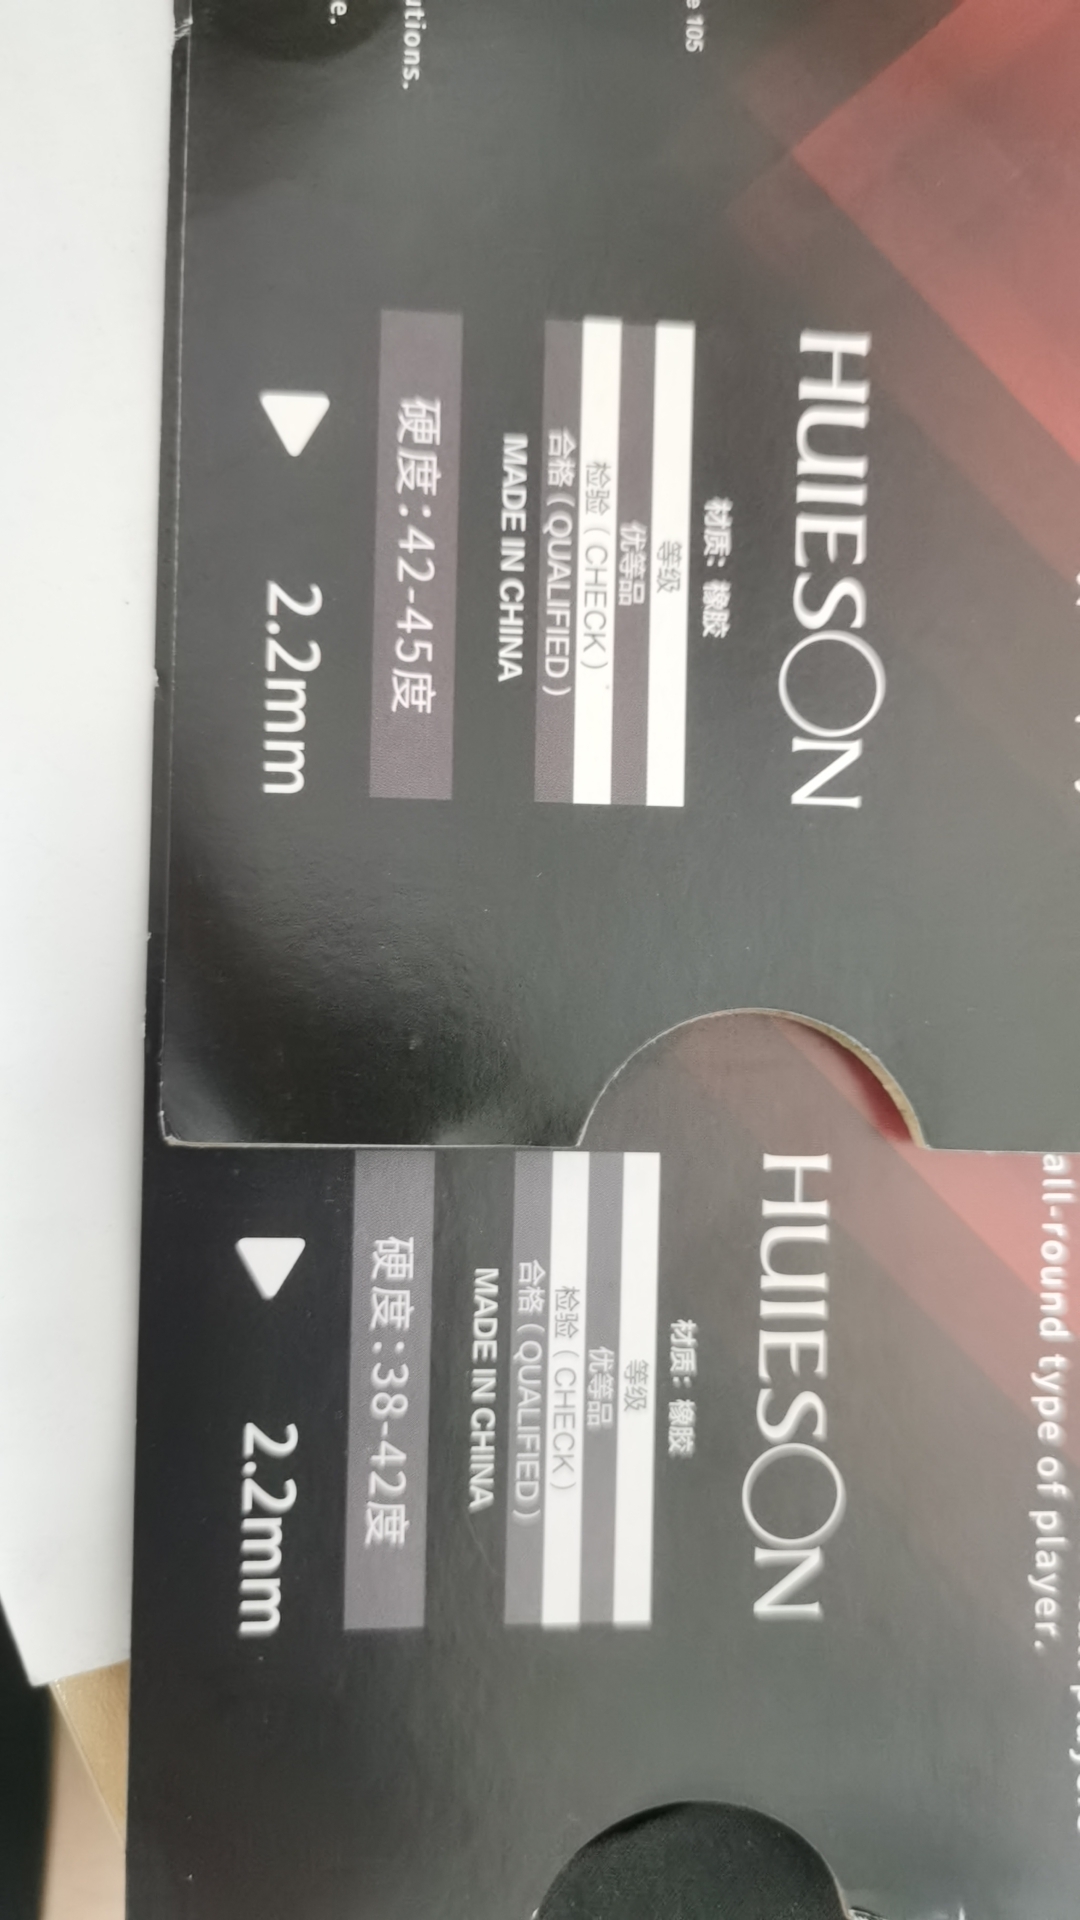 HUIESON
材质：橡胶
等级
优等品
检验（CHECK）
合格（QUALIFIED）
MADE IN CHINA
硬度:42-45度
2.2mm
e 105
utions.
e.
all-round type of player.
HUIESON
材质：橡胶
等级
优等品
检验（CHECK）
合格（QUALIFIED）
MADE IN CHINA
硬度:38-42度
2.2mm